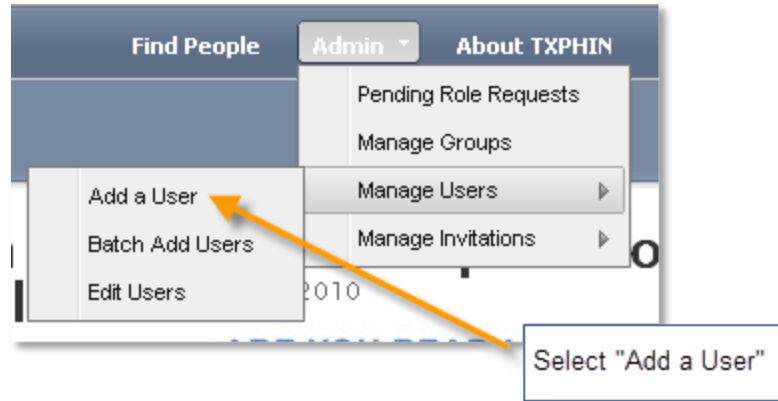 Find People Admin About TXPHIN
Pending Role Requests
Manage Groups
Add a User Manage Users
Batch Add Users Manage Invitations
Edit Users 2010
Select "Add a User"